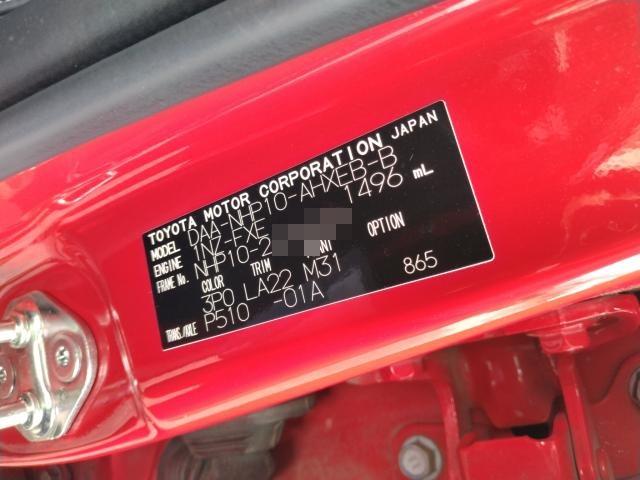 TOYOTA MOTOR CORPORATION JAPAN
MODEL DAA-NHP10-AHXEB-B
ENGINE 1NZ-FXE 1496 mL
FRAME No. NHP10-2
COLOR TRIM OPTION
3P0 LA22 M31 865
TRANS./AXLE P510 -01A